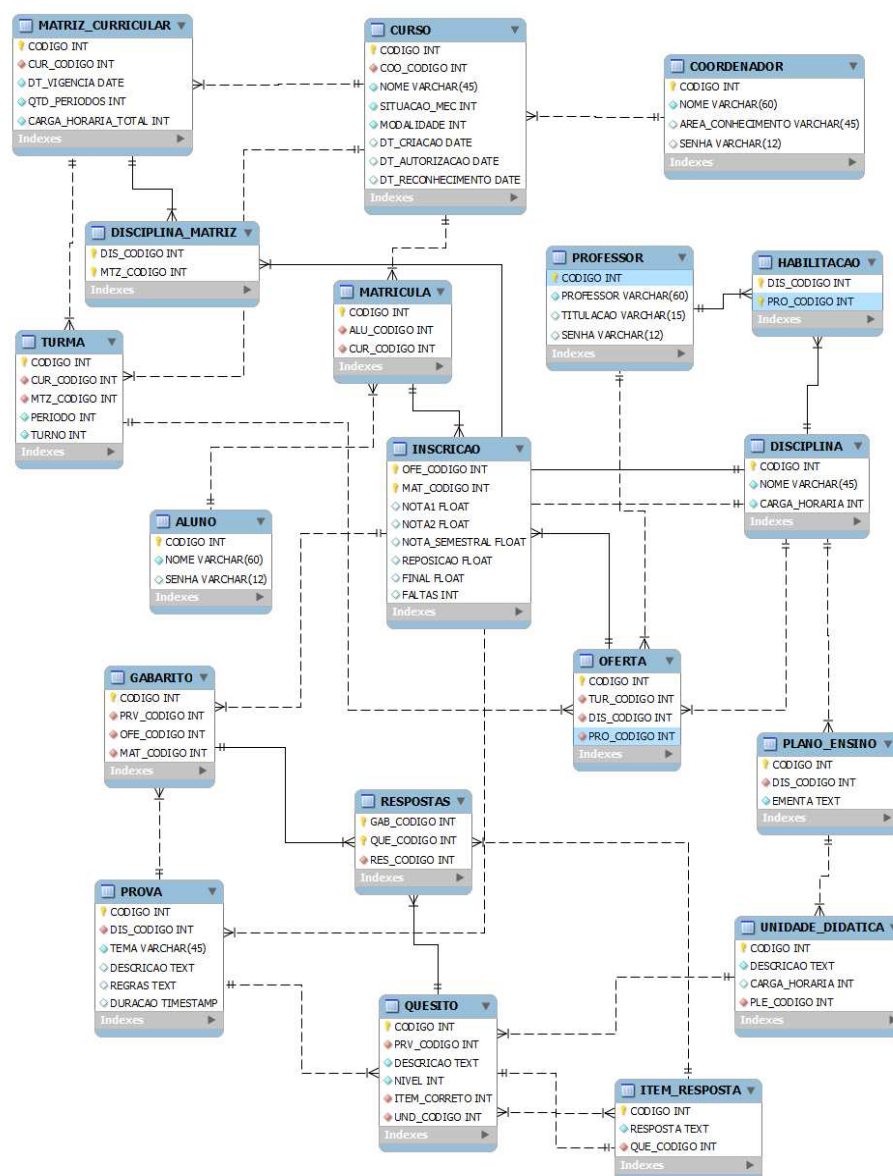 MATRIZ_CURRICULAR
CODIGO INT
CUR_CODIGO INT
DT_VIGENCIA DATE
QTD_PERIODOS INT
CARGA_HORARIA_TOTAL INT
Indexes
CURSO
CODIGO INT
COO_CODIGO INT
NOME VARCHAR(45)
SITUACAO_MEC INT
MODALIDADE INT
DT_CRIACAO DATE
DT_AUTORIZACAO DATE
DT_RECONHECIMENTO DATE
Indexes
COORDENADOR
CODIGO INT
NOME VARCHAR(60)
AREA_CONHECIMENTO VARCHAR(45)
SENHA VARCHAR(12)
Indexes
DISCIPLINA_MATRIZ
DIS_CODIGO INT
MTZ_CODIGO INT
Indexes
MATRICULA
CODIGO INT
ALU_CODIGO INT
CUR_CODIGO INT
Indexes
PROFESSOR
CODIGO INT
PROFESSOR VARCHAR(60)
TITULACAO VARCHAR(15)
SENHA VARCHAR(12)
Indexes
HABILITACAO
DIS_CODIGO INT
PRO_CODIGO INT
Indexes
TURMA
CODIGO INT
CUR_CODIGO INT
MTZ_CODIGO INT
PERIODO INT
TURNO INT
Indexes
INSCRICAO
OFE_CODIGO INT
MAT_CODIGO INT
NOTA1 FLOAT
NOTA2 FLOAT
NOTA_SEMESTRAL FLOAT
REPOSICAO FLOAT
FINAL FLOAT
FALTAS INT
Indexes
DISCIPLINA
CODIGO INT
NOME VARCHAR(45)
CARGA_HORARIA INT
Indexes
ALUNO
CODIGO INT
NOME VARCHAR(60)
SENHA VARCHAR(12)
Indexes
GABARITO
CODIGO INT
PRV_CODIGO INT
OFE_CODIGO INT
MAT_CODIGO INT
Indexes
OFERTA
CODIGO INT
TUR_CODIGO INT
DIS_CODIGO INT
PRO_CODIGO INT
Indexes
PLANO_ENSINO
CODIGO INT
DIS_CODIGO INT
EMENTA TEXT
Indexes
RESPOSTAS
GAB_CODIGO INT
QUE_CODIGO INT
RES_CODIGO INT
Indexes
PROVA
CODIGO INT
DIS_CODIGO INT
TEMA VARCHAR(45)
DESCRICAO TEXT
REGRAS TEXT
DURACAO TIMESTAMP
Indexes
UNIDADE_DIDATICA
CODIGO INT
DESCRICAO TEXT
CARGA_HORARIA INT
PLE_CODIGO INT
Indexes
QUESITO
CODIGO INT
PRV_CODIGO INT
DESCRICAO TEXT
NIVEL INT
ITEM_CORRETO INT
UND_CODIGO INT
Indexes
ITEM_RESPOSTA
CODIGO INT
RESPOSTA TEXT
QUE_CODIGO INT
Indexes